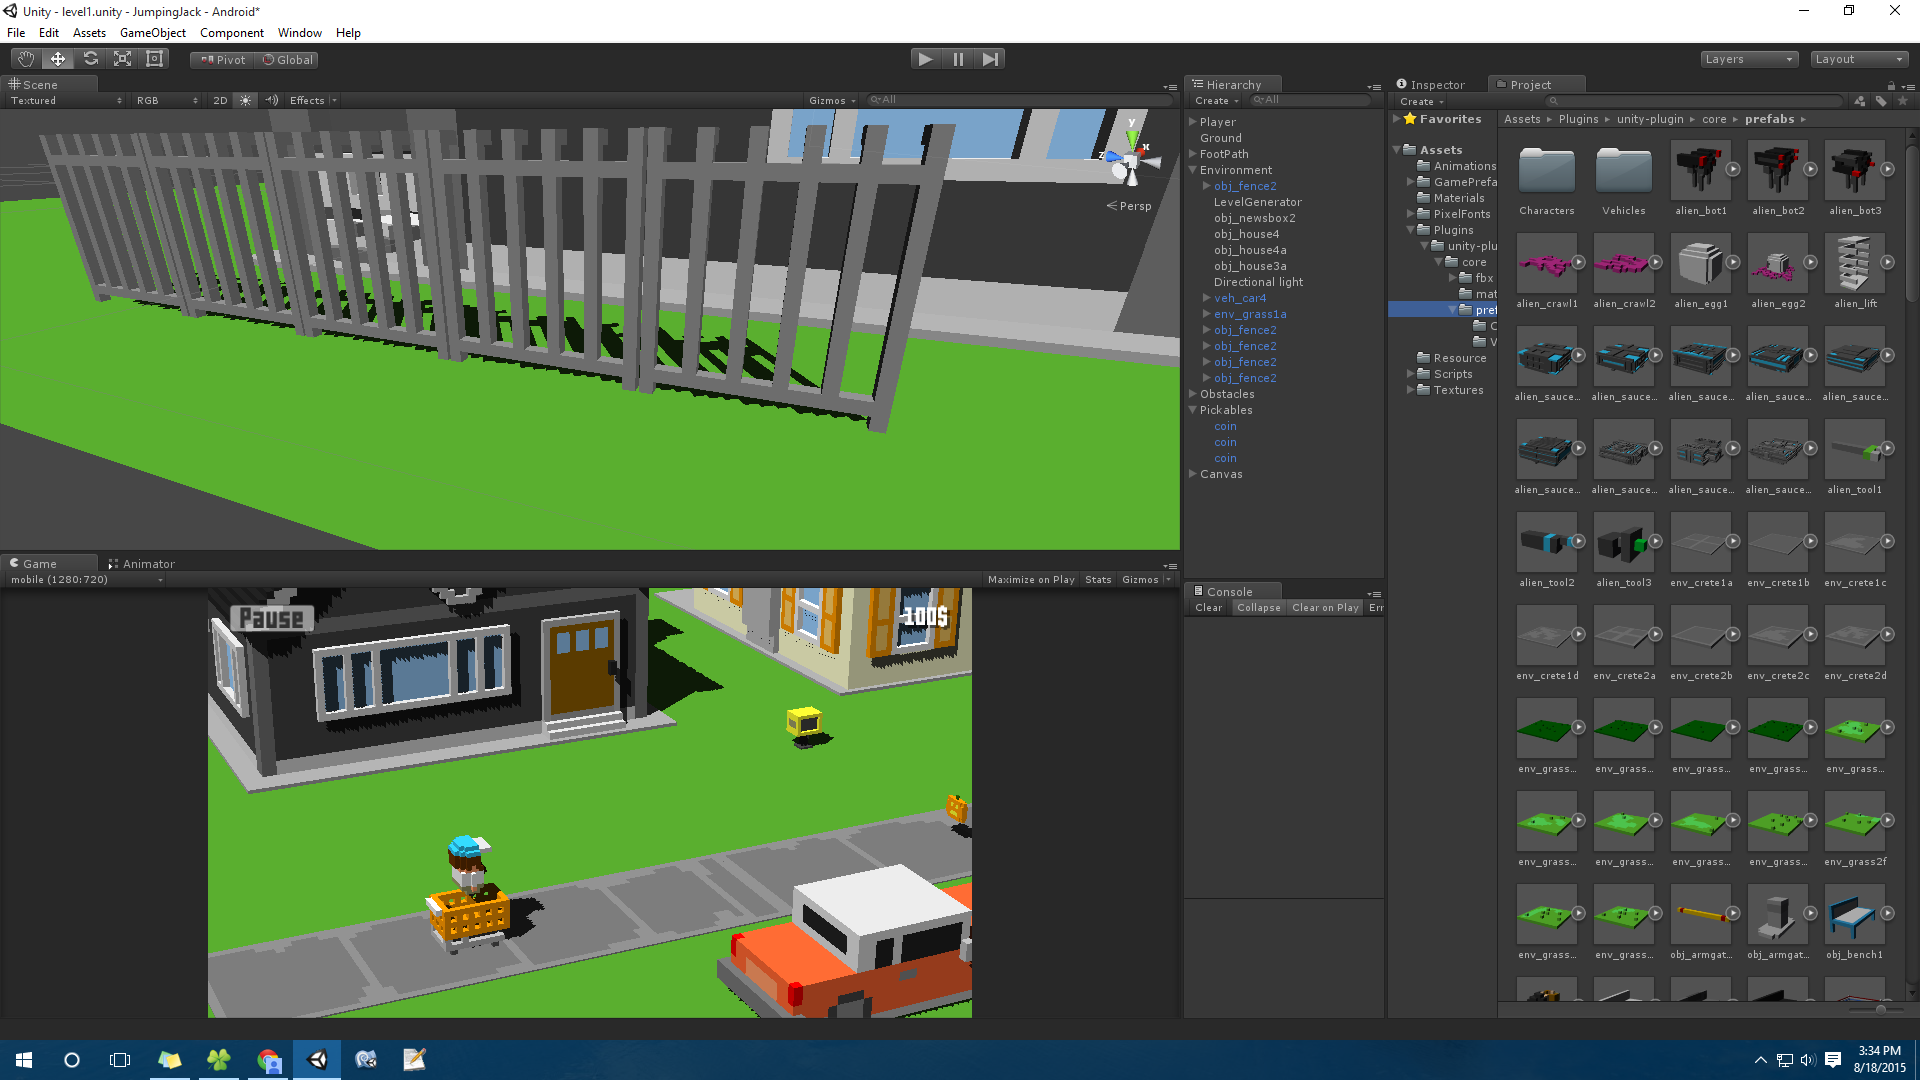 Unity - level1.unity - JumpingJack - Android*
File Edit Assets GameObject Component Window Help
Pivot Global Layers Layout
Scene
Textured RGB 2D Effects Gizmos All
y
x
z
Persp
Game Animator
mobile (1280:720) Maximize on Play Stats Gizmos
Pause
100$
Hierarchy
Create All
Player
Ground
FootPath
Environment
obj_fence2
LevelGenerator
obj_newsbox2
obj_house4
obj_house4a
obj_house3a
Directional light
veh_car4
env_grass1a
obj_fence2
obj_fence2
obj_fence2
obj_fence2
Obstacles
Pickables
coin
coin
coin
Canvas
Console
Clear Collapse Clear on Play Err
Inspector Project
Create
Favorites
Assets
Animations
GamePrefa
Materials
PixelFonts
Plugins
unity-plu
core
fbx
mat
pref
C
V
Resource
Scripts
Textures
Assets Plugins unity-plugin core prefabs
Characters Vehicles alien_bot1 alien_bot2 alien_bot3
alien_crawl1 alien_crawl2 alien_egg1 alien_egg2 alien_lift
alien_sauce... alien_sauce... alien_sauce... alien_sauce... alien_sauce...
alien_sauce... alien_sauce... alien_sauce... alien_sauce... alien_tool1
alien_tool2 alien_tool3 env_crete1a env_crete1b env_crete1c
env_crete1d env_crete2a env_crete2b env_crete2c env_crete2d
env_grass... env_grass... env_grass... env_grass... env_grass...
env_grass... env_grass... env_grass... env_grass... env_grass2f
env_grass... env_grass... obj_armgat... obj_armgat... obj_bench1
3:34 PM
8/18/2015